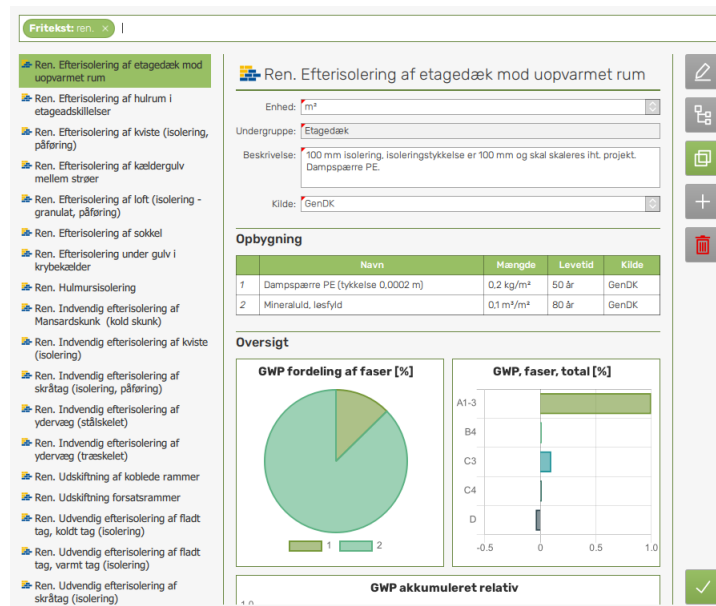 Fritekst: ren. ×
Ren. Efterisolering af etagedæk mod
uopvarmet rum
Ren. Efterisolering af hulrum i
etageadskillelser
Ren. Efterisolering af kviste (isolering,
påføring)
Ren. Efterisolering af kældergulv
mellem strøer
Ren. Efterisolering af loft (isolering -
granulat, påføring)
Ren. Efterisolering af sokkel
Ren. Efterisolering under gulv i
krybekælder
Ren. Hulmursisolering
Ren. Indvendig efterisolering af
Mansardskunk (kold skunk)
Ren. Indvendig efterisolering af kviste
(isolering)
Ren. Indvendig efterisolering af
skråtag (isolering, påføring)
Ren. Indvendig efterisolering af
ydervæg (stålskelet)
Ren. Indvendig efterisolering af
ydervæg (træskelet)
Ren. Udskiftning af koblede rammer
Ren. Udskiftning forsatsrammer
Ren. Udvendig efterisolering af fladt
tag, koldt tag (isolering)
Ren. Udvendig efterisolering af fladt
tag, varmt tag (isolering)
Ren. Udvendig efterisolering af
skråtag (isolering)
Ren. Efterisolering af etagedæk mod uopvarmet rum
Enhed: m²
Undergruppe: Etagedæk
Beskrivelse: 100 mm isolering, isoleringstykkelse er 100 mm og skal skaleres iht. projekt.
Dampspærre PE.
Kilde: GenDK
Opbygning
Navn Mængde Levetid Kilde
1 Dampspærre PE (tykkelse 0,0002 m) 0,2 kg/m² 50 år GenDK
2 Mineraluld, løsfyld 0,1 m³/m² 80 år GenDK
Oversigt
GWP fordeling af faser [%]
1 2
GWP, faser, total [%]
A1-3
B4
C3
C4
D
-0.5 0 0.5 1.0
GWP akkumuleret relativ
1.0